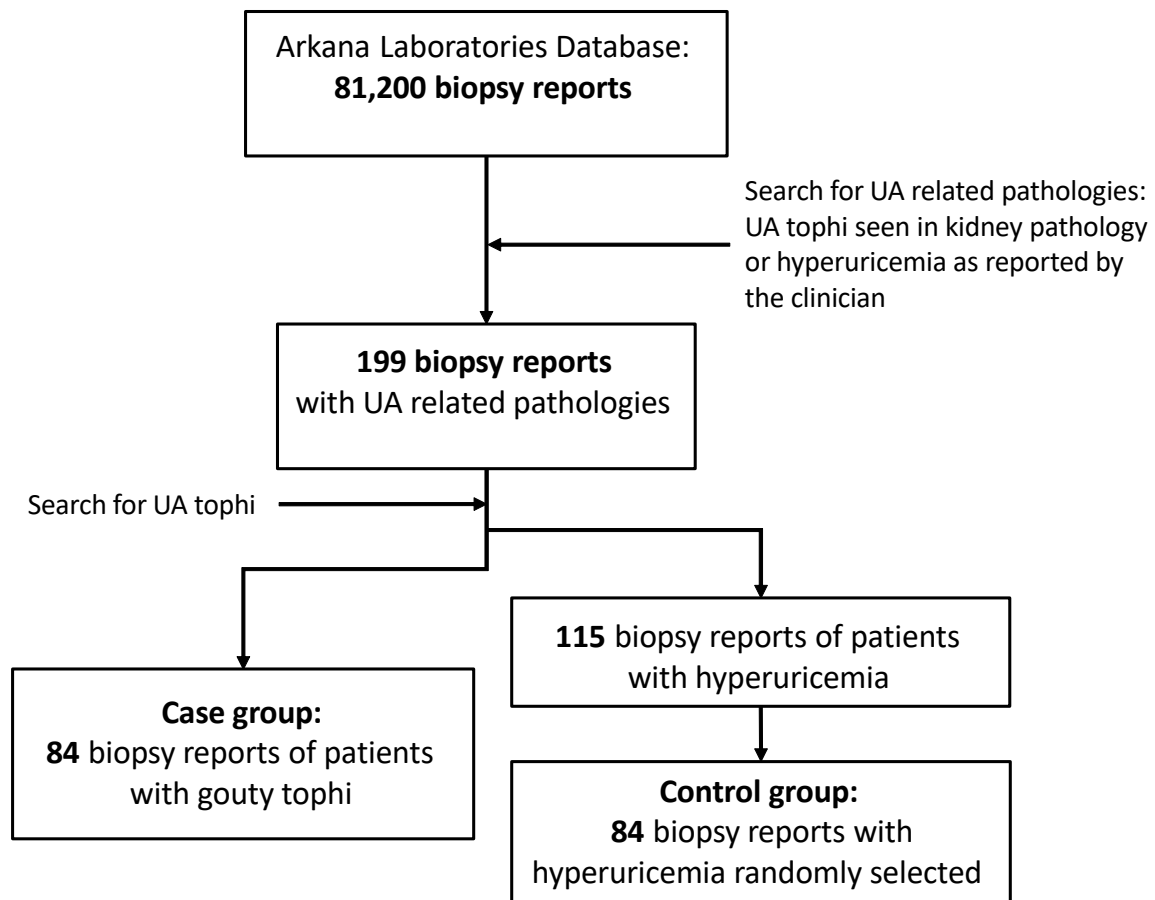 Arkana Laboratories Database:
81,200 biopsy reports
Search for UA related pathologies:
UA tophi seen in kidney pathology
or hyperuricemia as reported by
the clinician
199 biopsy reports
with UA related pathologies
Search for UA tophi
115 biopsy reports of patients
with hyperuricemia
Case group:
84 biopsy reports of patients
with gouty tophi
Control group:
84 biopsy reports with
hyperuricemia randomly selected